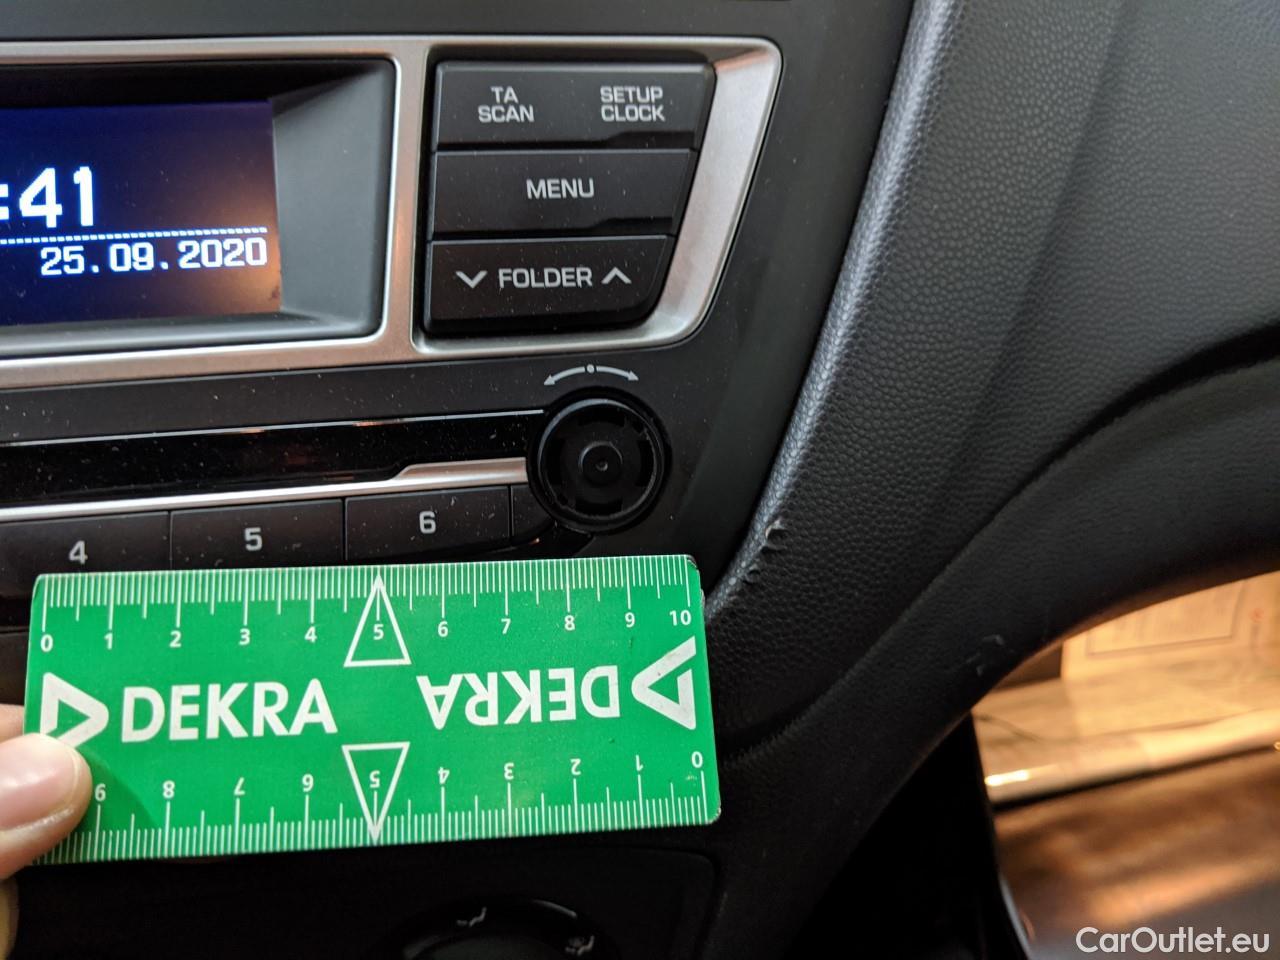 TA
SCAN
SETUP
CLOCK
MENU
:41
25.09.2020
FOLDER
4 5 6
0 1 2 3 4 5 6 7 8 9 10
DEKRA
DEKRA
9 8 7 6 5 4 3 2 1 0
CarOutlet.eu